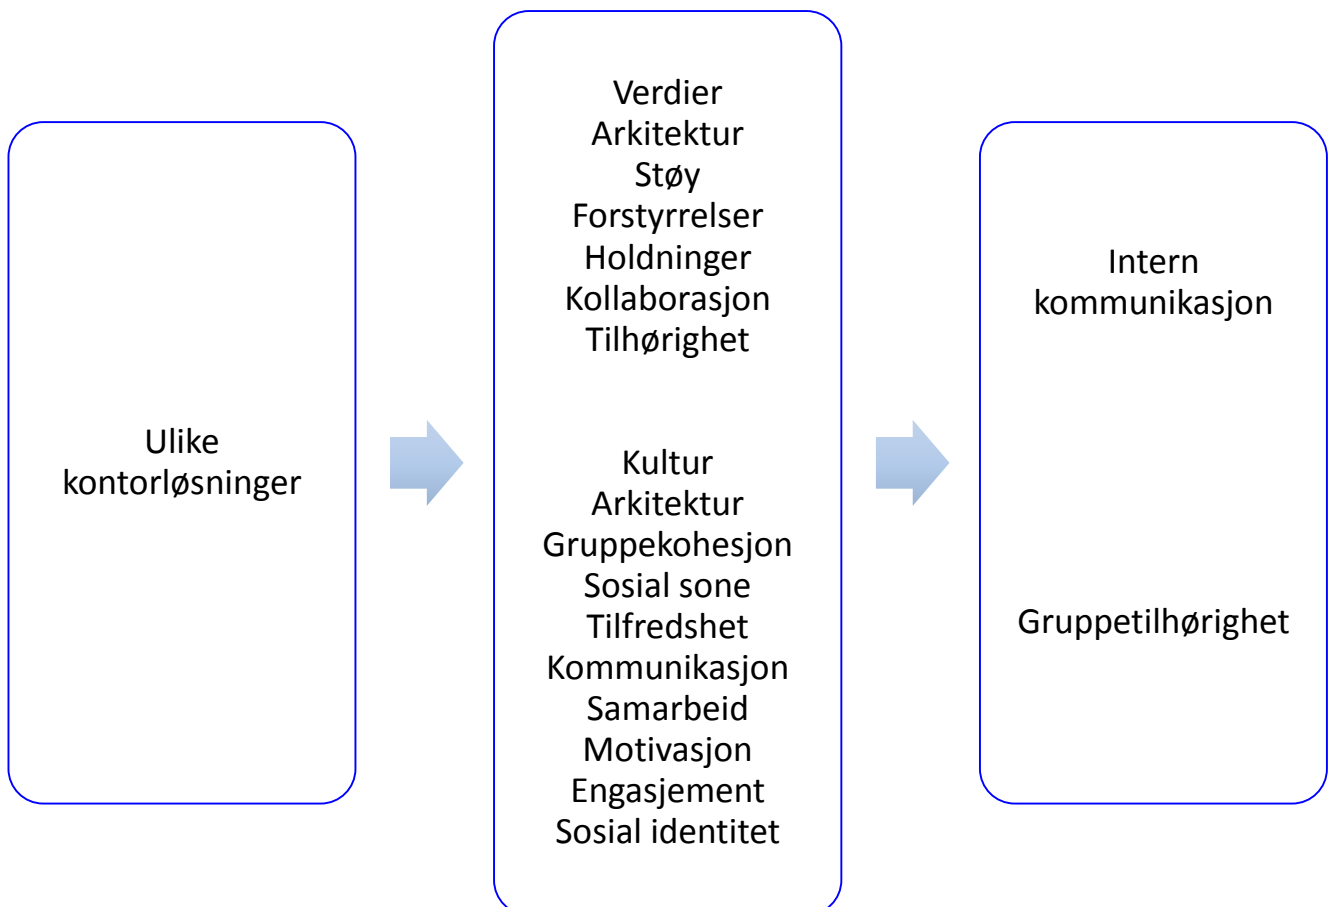 Ulike
kontorløsninger
Verdier
Arkitektur
Støy
Forstyrrelser
Holdninger
Kollaborasjon
Tilhørighet
Kultur
Arkitektur
Gruppekohesjon
Sosial sone
Tilfredshet
Kommunikasjon
Samarbeid
Motivasjon
Engasjement
Sosial identitet
Intern
kommunikasjon
Gruppetilhørighet